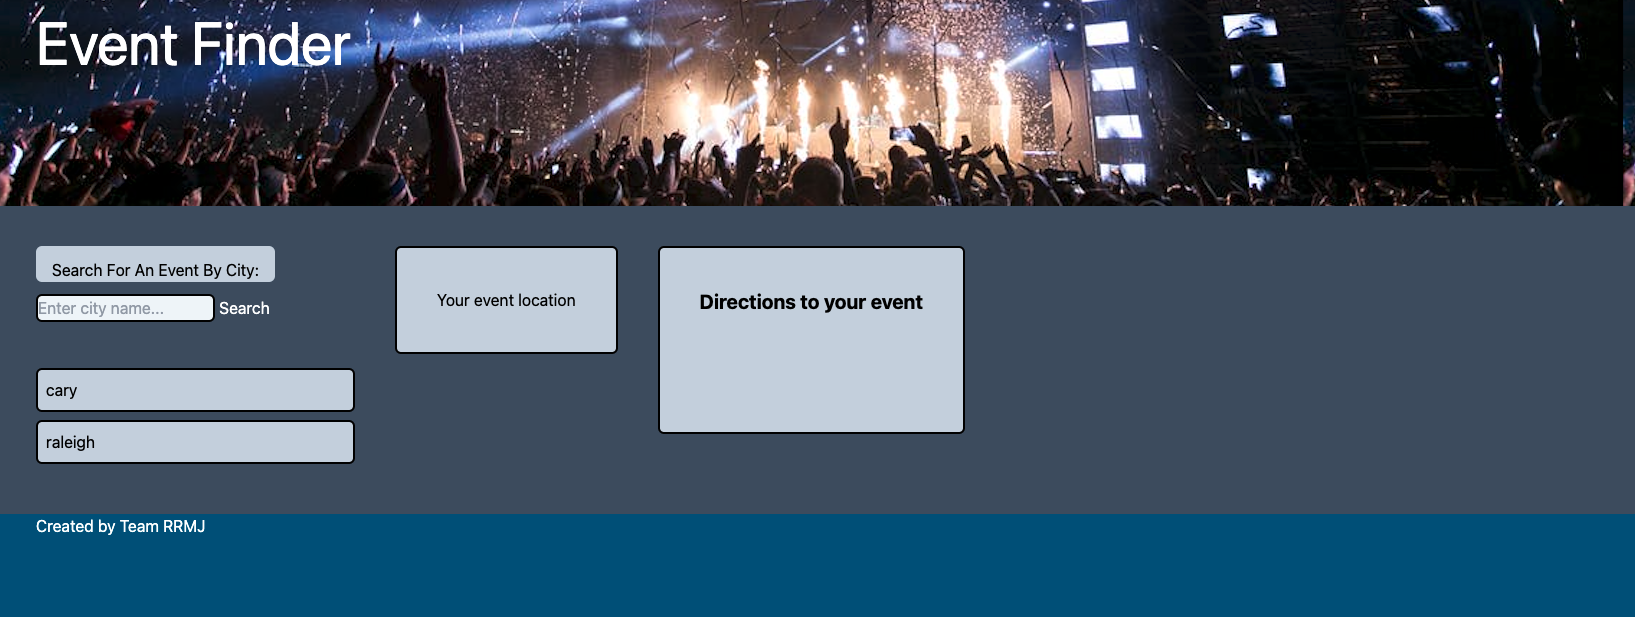 Event Finder
Search For An Event By City:
Enter city name...
Search
cary
raleigh
Your event location
Directions to your event
Created by Team RRMJ